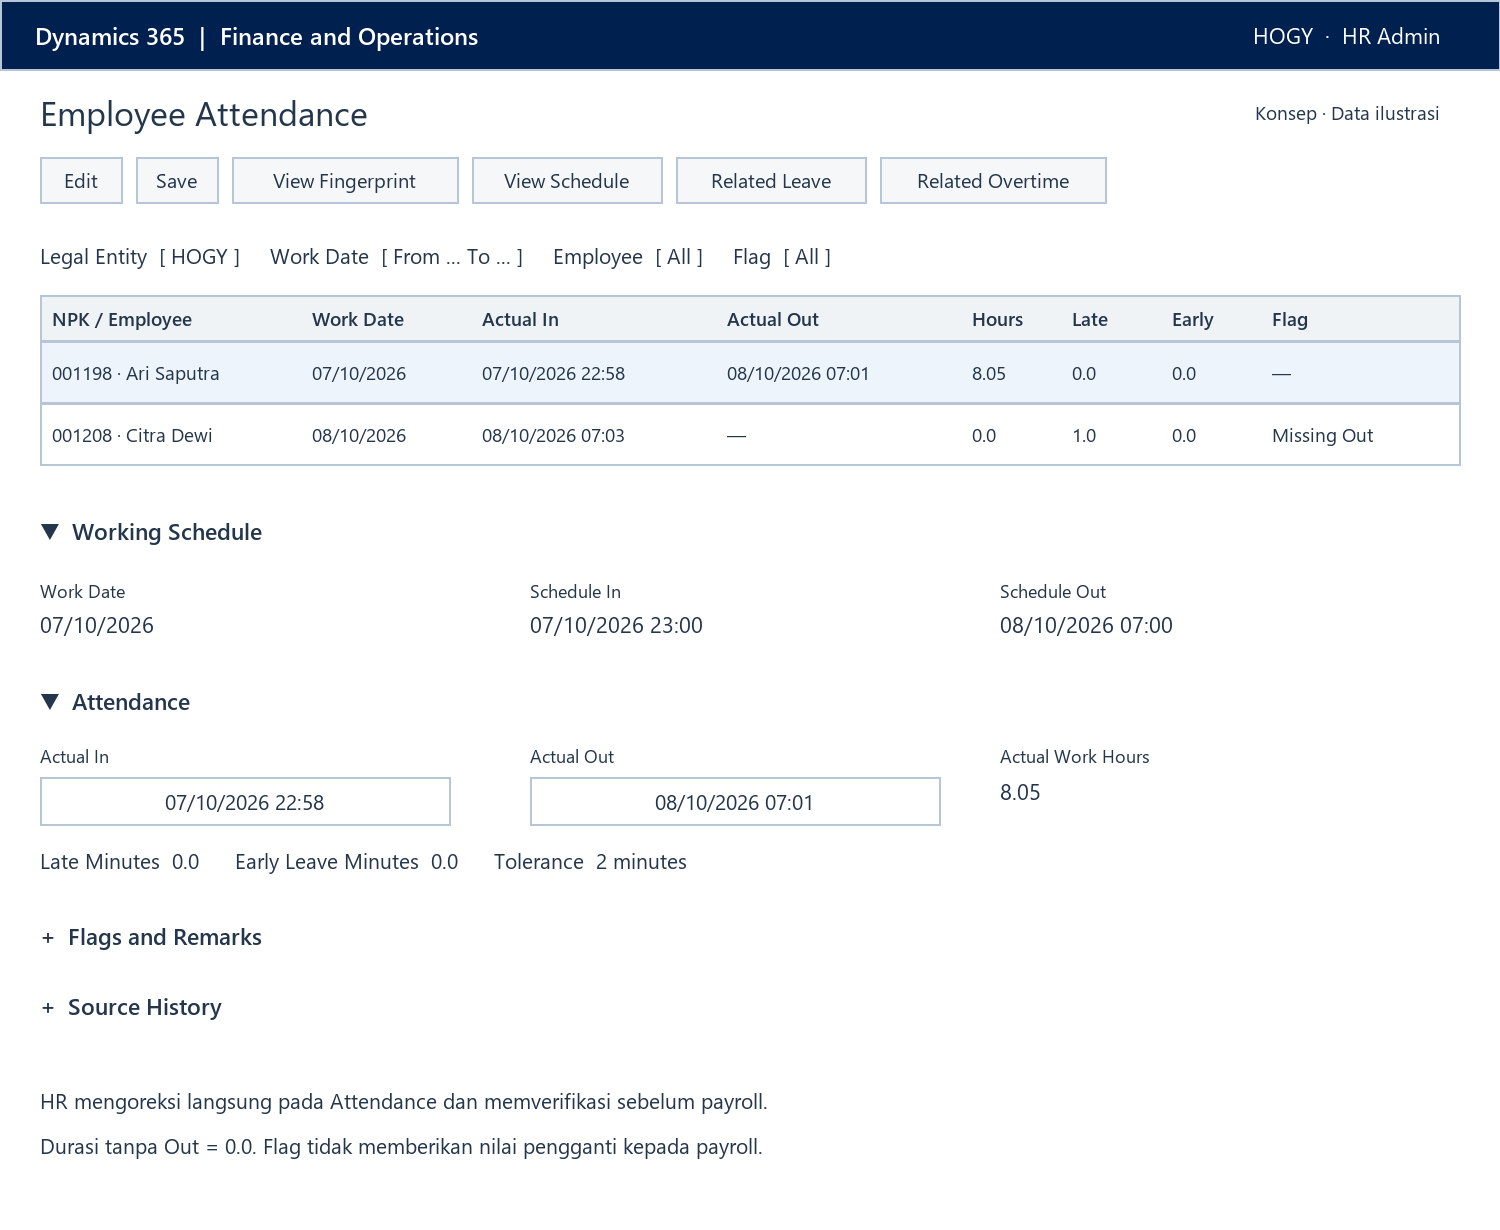 Dynamics 365 | Finance and Operations HOGY · HR Admin
Employee Attendance Konsep · Data ilustrasi
Edit Save View Fingerprint View Schedule Related Leave Related Overtime
Legal Entity [ HOGY ] Work Date [ From ... To ... ] Employee [ All ] Flag [ All ]
NPK / Employee Work Date Actual In Actual Out Hours Late Early Flag
001198 · Ari Saputra 07/10/2026 07/10/2026 22:58 08/10/2026 07:01 8.05 0.0 0.0 —
001208 · Citra Dewi 08/10/2026 08/10/2026 07:03 — 0.0 1.0 0.0 Missing Out
▼ Working Schedule
Work Date Schedule In Schedule Out
07/10/2026 07/10/2026 23:00 08/10/2026 07:00
▼ Attendance
Actual In Actual Out Actual Work Hours
07/10/2026 22:58 08/10/2026 07:01 8.05
Late Minutes 0.0 Early Leave Minutes 0.0 Tolerance 2 minutes
+ Flags and Remarks
+ Source History
HR mengoreksi langsung pada Attendance dan memverifikasi sebelum payroll.
Durasi tanpa Out = 0.0. Flag tidak memberikan nilai pengganti kepada payroll.